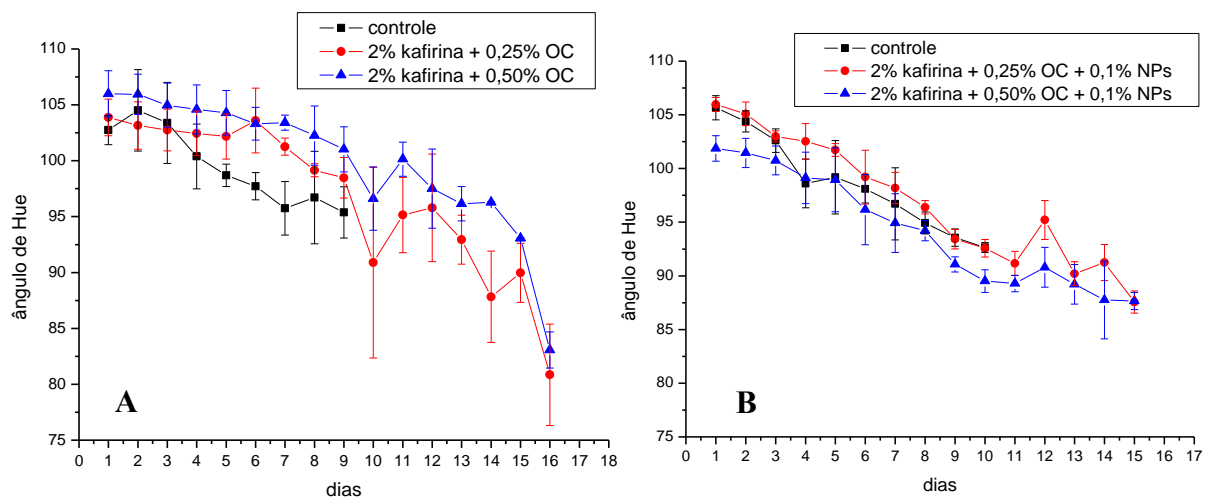 controle
2% kafirina + 0,25% OC
2% kafirina + 0,50% OC
110
105
100
95
90
85
80
75
ângulo de Hue
A
0 1 2 3 4 5 6 7 8 9 10 11 12 13 14 15 16 17 18
dias
controle
2% kafirina + 0,25% OC + 0,1% NPs
2% kafirina + 0,50% OC + 0,1% NPs
110
105
100
95
90
85
80
75
ângulo de Hue
B
0 1 2 3 4 5 6 7 8 9 10 11 12 13 14 15 16 17
dias